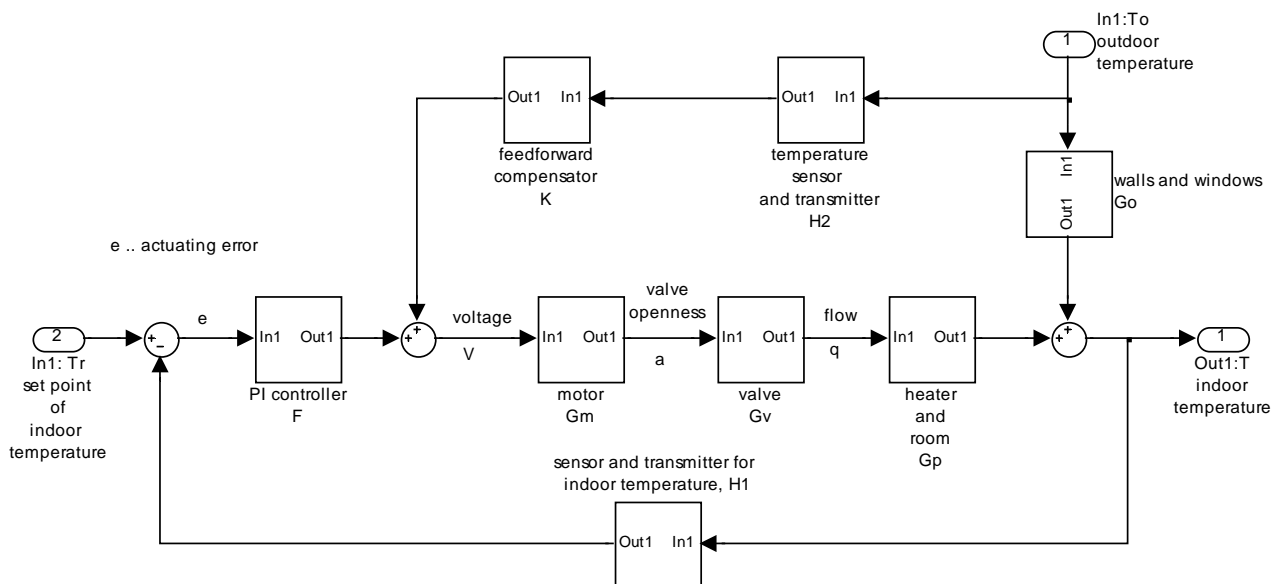 In1:To
outdoor
temperature
1
Out1 In1
feedforward
compensator
K
Out1 In1
temperature
sensor
and transmitter
H2
In1
Out1
walls and windows
Go
e .. actuating error
2
In1: Tr
set point
of
indoor
temperature
+
−
e
In1 Out1
PI controller
F
+
+
voltage
V
In1 Out1
motor
Gm
valve
openness
a
In1 Out1
valve
Gv
flow
q
In1 Out1
heater
and
room
Gp
+
+
1
Out1:T
indoor
temperature
sensor and transmitter for
indoor temperature, H1
Out1 In1